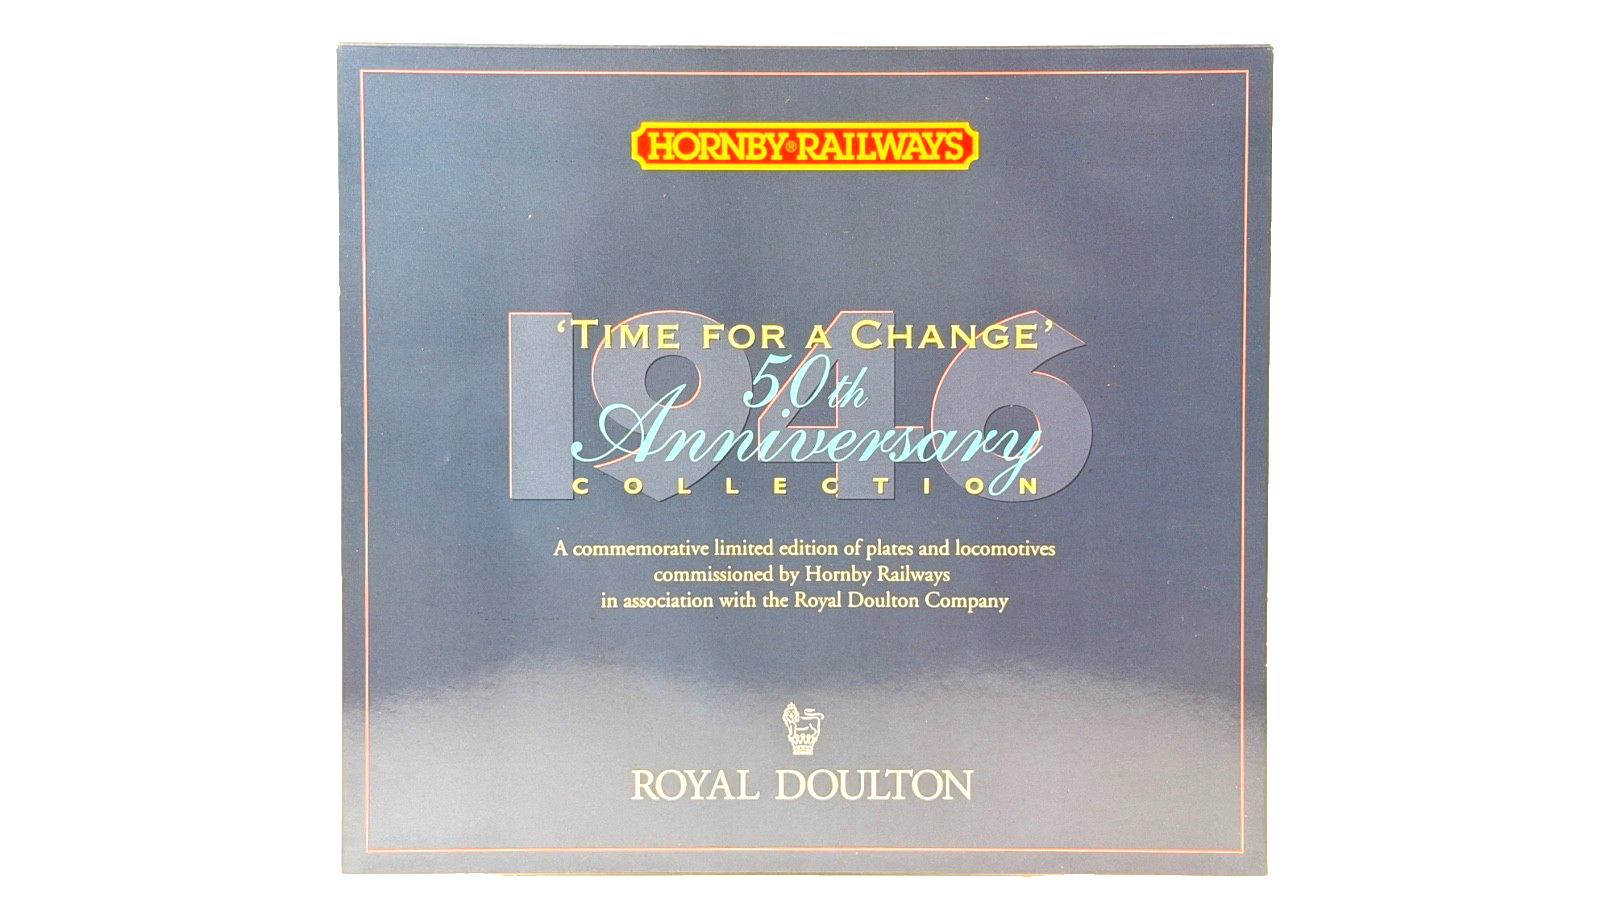 HORNBY® RAILWAYS
1946
‘TIME FOR A CHANGE’
50th
Anniversary
COLLECTION
A commemorative limited edition of plates and locomotives
commissioned by Hornby Railways
in association with the Royal Doulton Company
ROYAL DOULTON